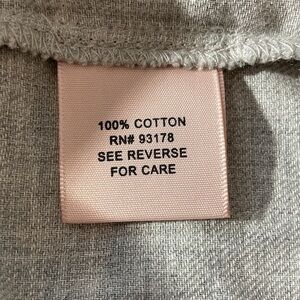 100% COTTON
RN# 93178
SEE REVERSE
FOR CARE